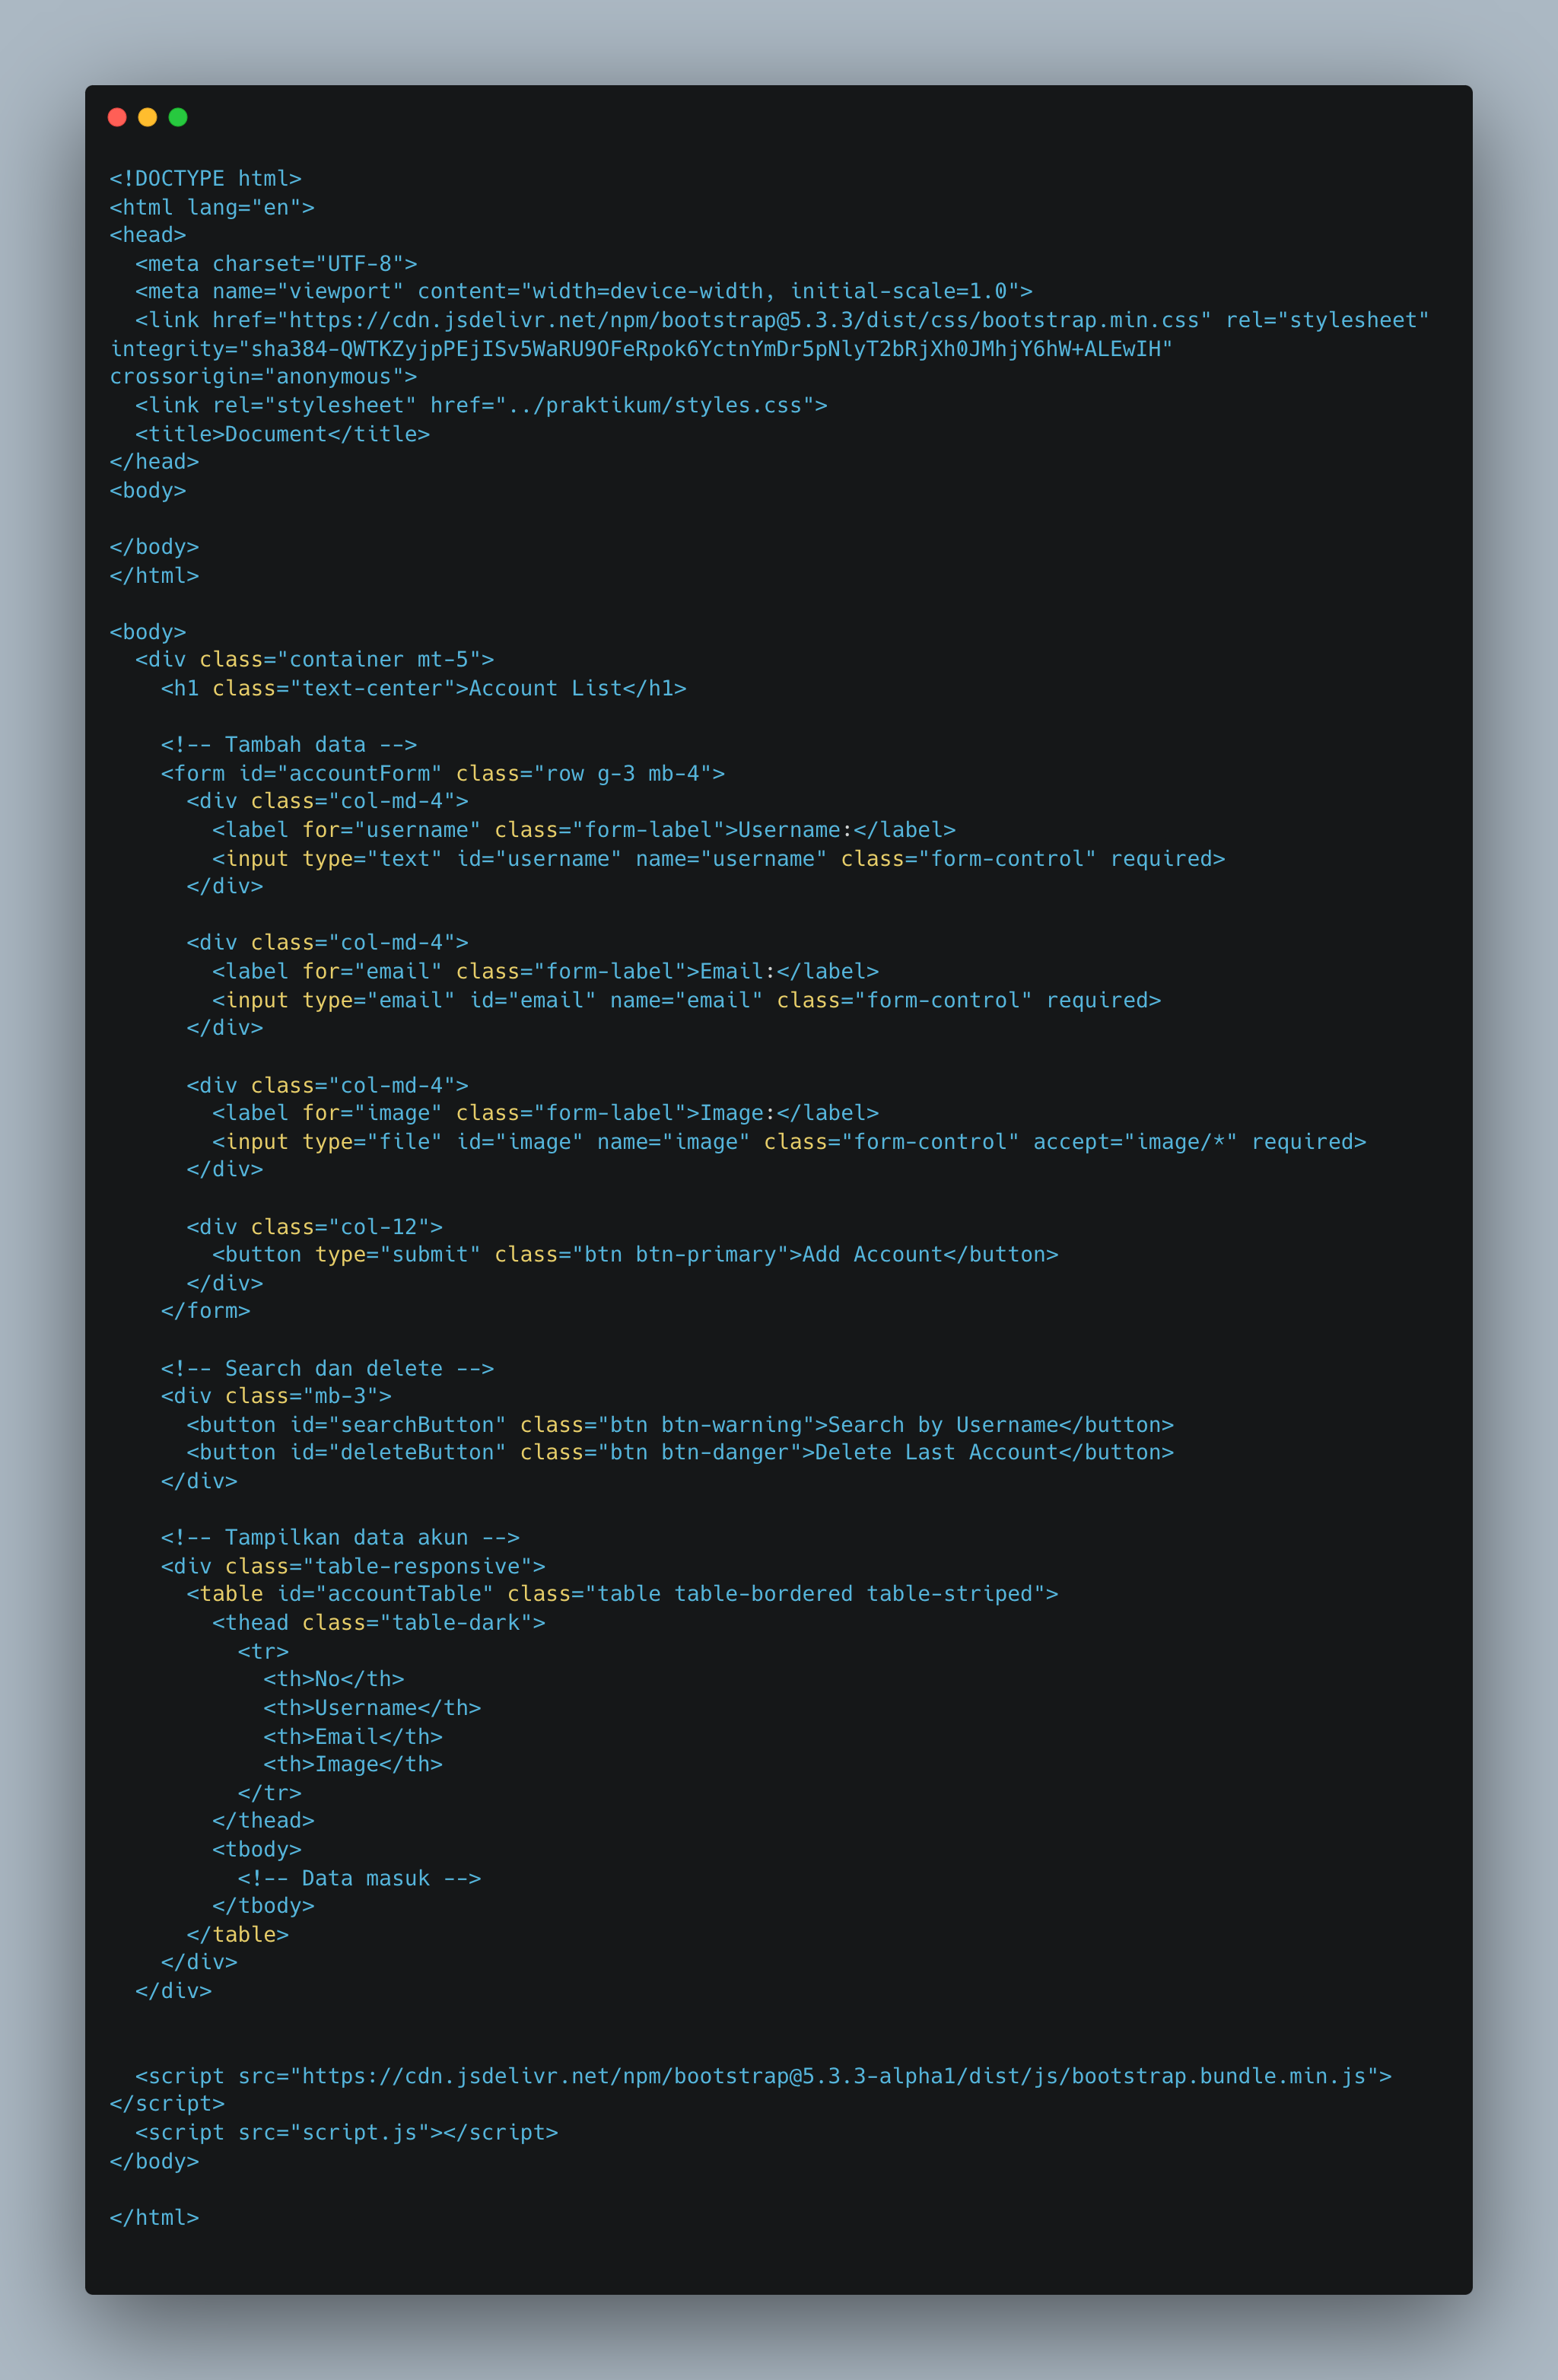 <!DOCTYPE html>
<html lang="en">
<head>
  <meta charset="UTF-8">
  <meta name="viewport" content="width=device-width, initial-scale=1.0">
  <link href="https://cdn.jsdelivr.net/npm/bootstrap@5.3.3/dist/css/bootstrap.min.css" rel="stylesheet"
integrity="sha384-QWTKZyjpPEjISv5WaRU9OFeRpok6YctnYmDr5pNlyT2bRjXh0JMhjY6hW+ALEwIH"
crossorigin="anonymous">
  <link rel="stylesheet" href="../praktikum/styles.css">
  <title>Document</title>
</head>
<body>

</body>
</html>

<body>
  <div class="container mt-5">
    <h1 class="text-center">Account List</h1>

    <!-- Tambah data -->
    <form id="accountForm" class="row g-3 mb-4">
      <div class="col-md-4">
        <label for="username" class="form-label">Username:</label>
        <input type="text" id="username" name="username" class="form-control" required>
      </div>

      <div class="col-md-4">
        <label for="email" class="form-label">Email:</label>
        <input type="email" id="email" name="email" class="form-control" required>
      </div>

      <div class="col-md-4">
        <label for="image" class="form-label">Image:</label>
        <input type="file" id="image" name="image" class="form-control" accept="image/*" required>
      </div>

      <div class="col-12">
        <button type="submit" class="btn btn-primary">Add Account</button>
      </div>
    </form>

    <!-- Search dan delete -->
    <div class="mb-3">
      <button id="searchButton" class="btn btn-warning">Search by Username</button>
      <button id="deleteButton" class="btn btn-danger">Delete Last Account</button>
    </div>

    <!-- Tampilkan data akun -->
    <div class="table-responsive">
      <table id="accountTable" class="table table-bordered table-striped">
        <thead class="table-dark">
          <tr>
            <th>No</th>
            <th>Username</th>
            <th>Email</th>
            <th>Image</th>
          </tr>
        </thead>
        <tbody>
          <!-- Data masuk -->
        </tbody>
      </table>
    </div>
  </div>


  <script src="https://cdn.jsdelivr.net/npm/bootstrap@5.3.3-alpha1/dist/js/bootstrap.bundle.min.js">
</script>
  <script src="script.js"></script>
</body>

</html>